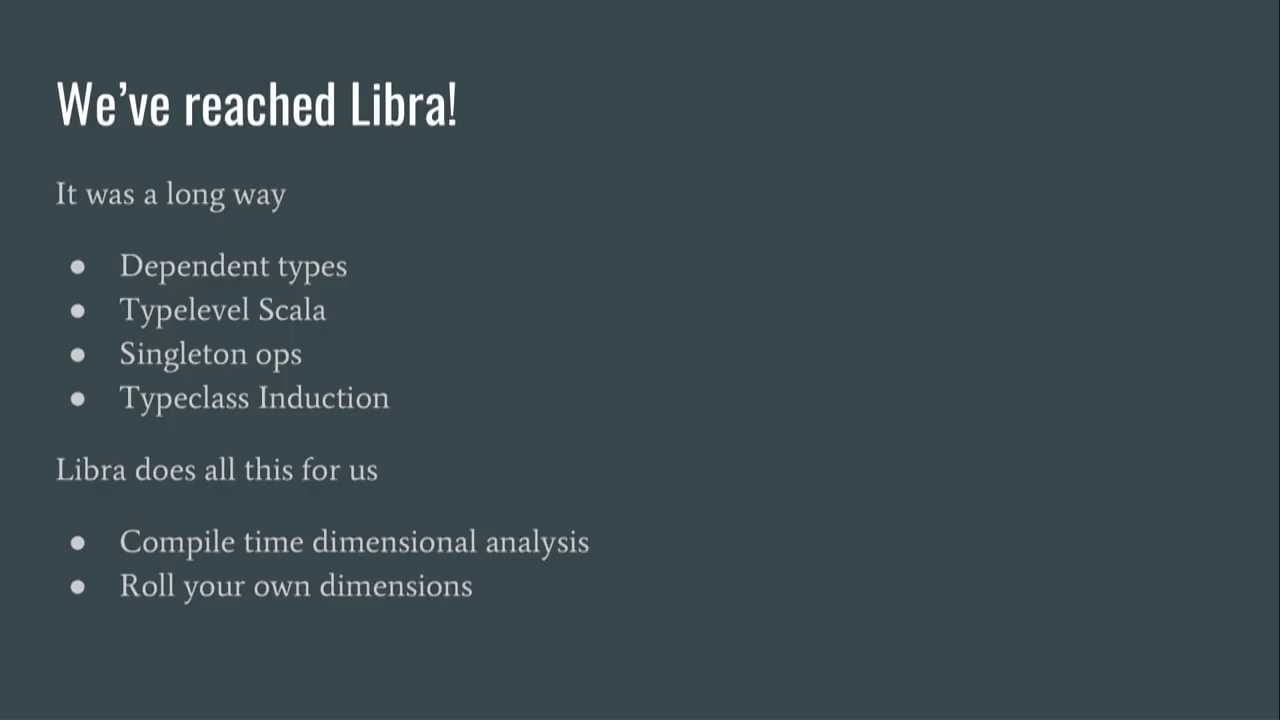 We’ve reached Libra!
It was a long way
● Dependent types
● Typelevel Scala
● Singleton ops
● Typeclass Induction
Libra does all this for us
● Compile time dimensional analysis
● Roll your own dimensions